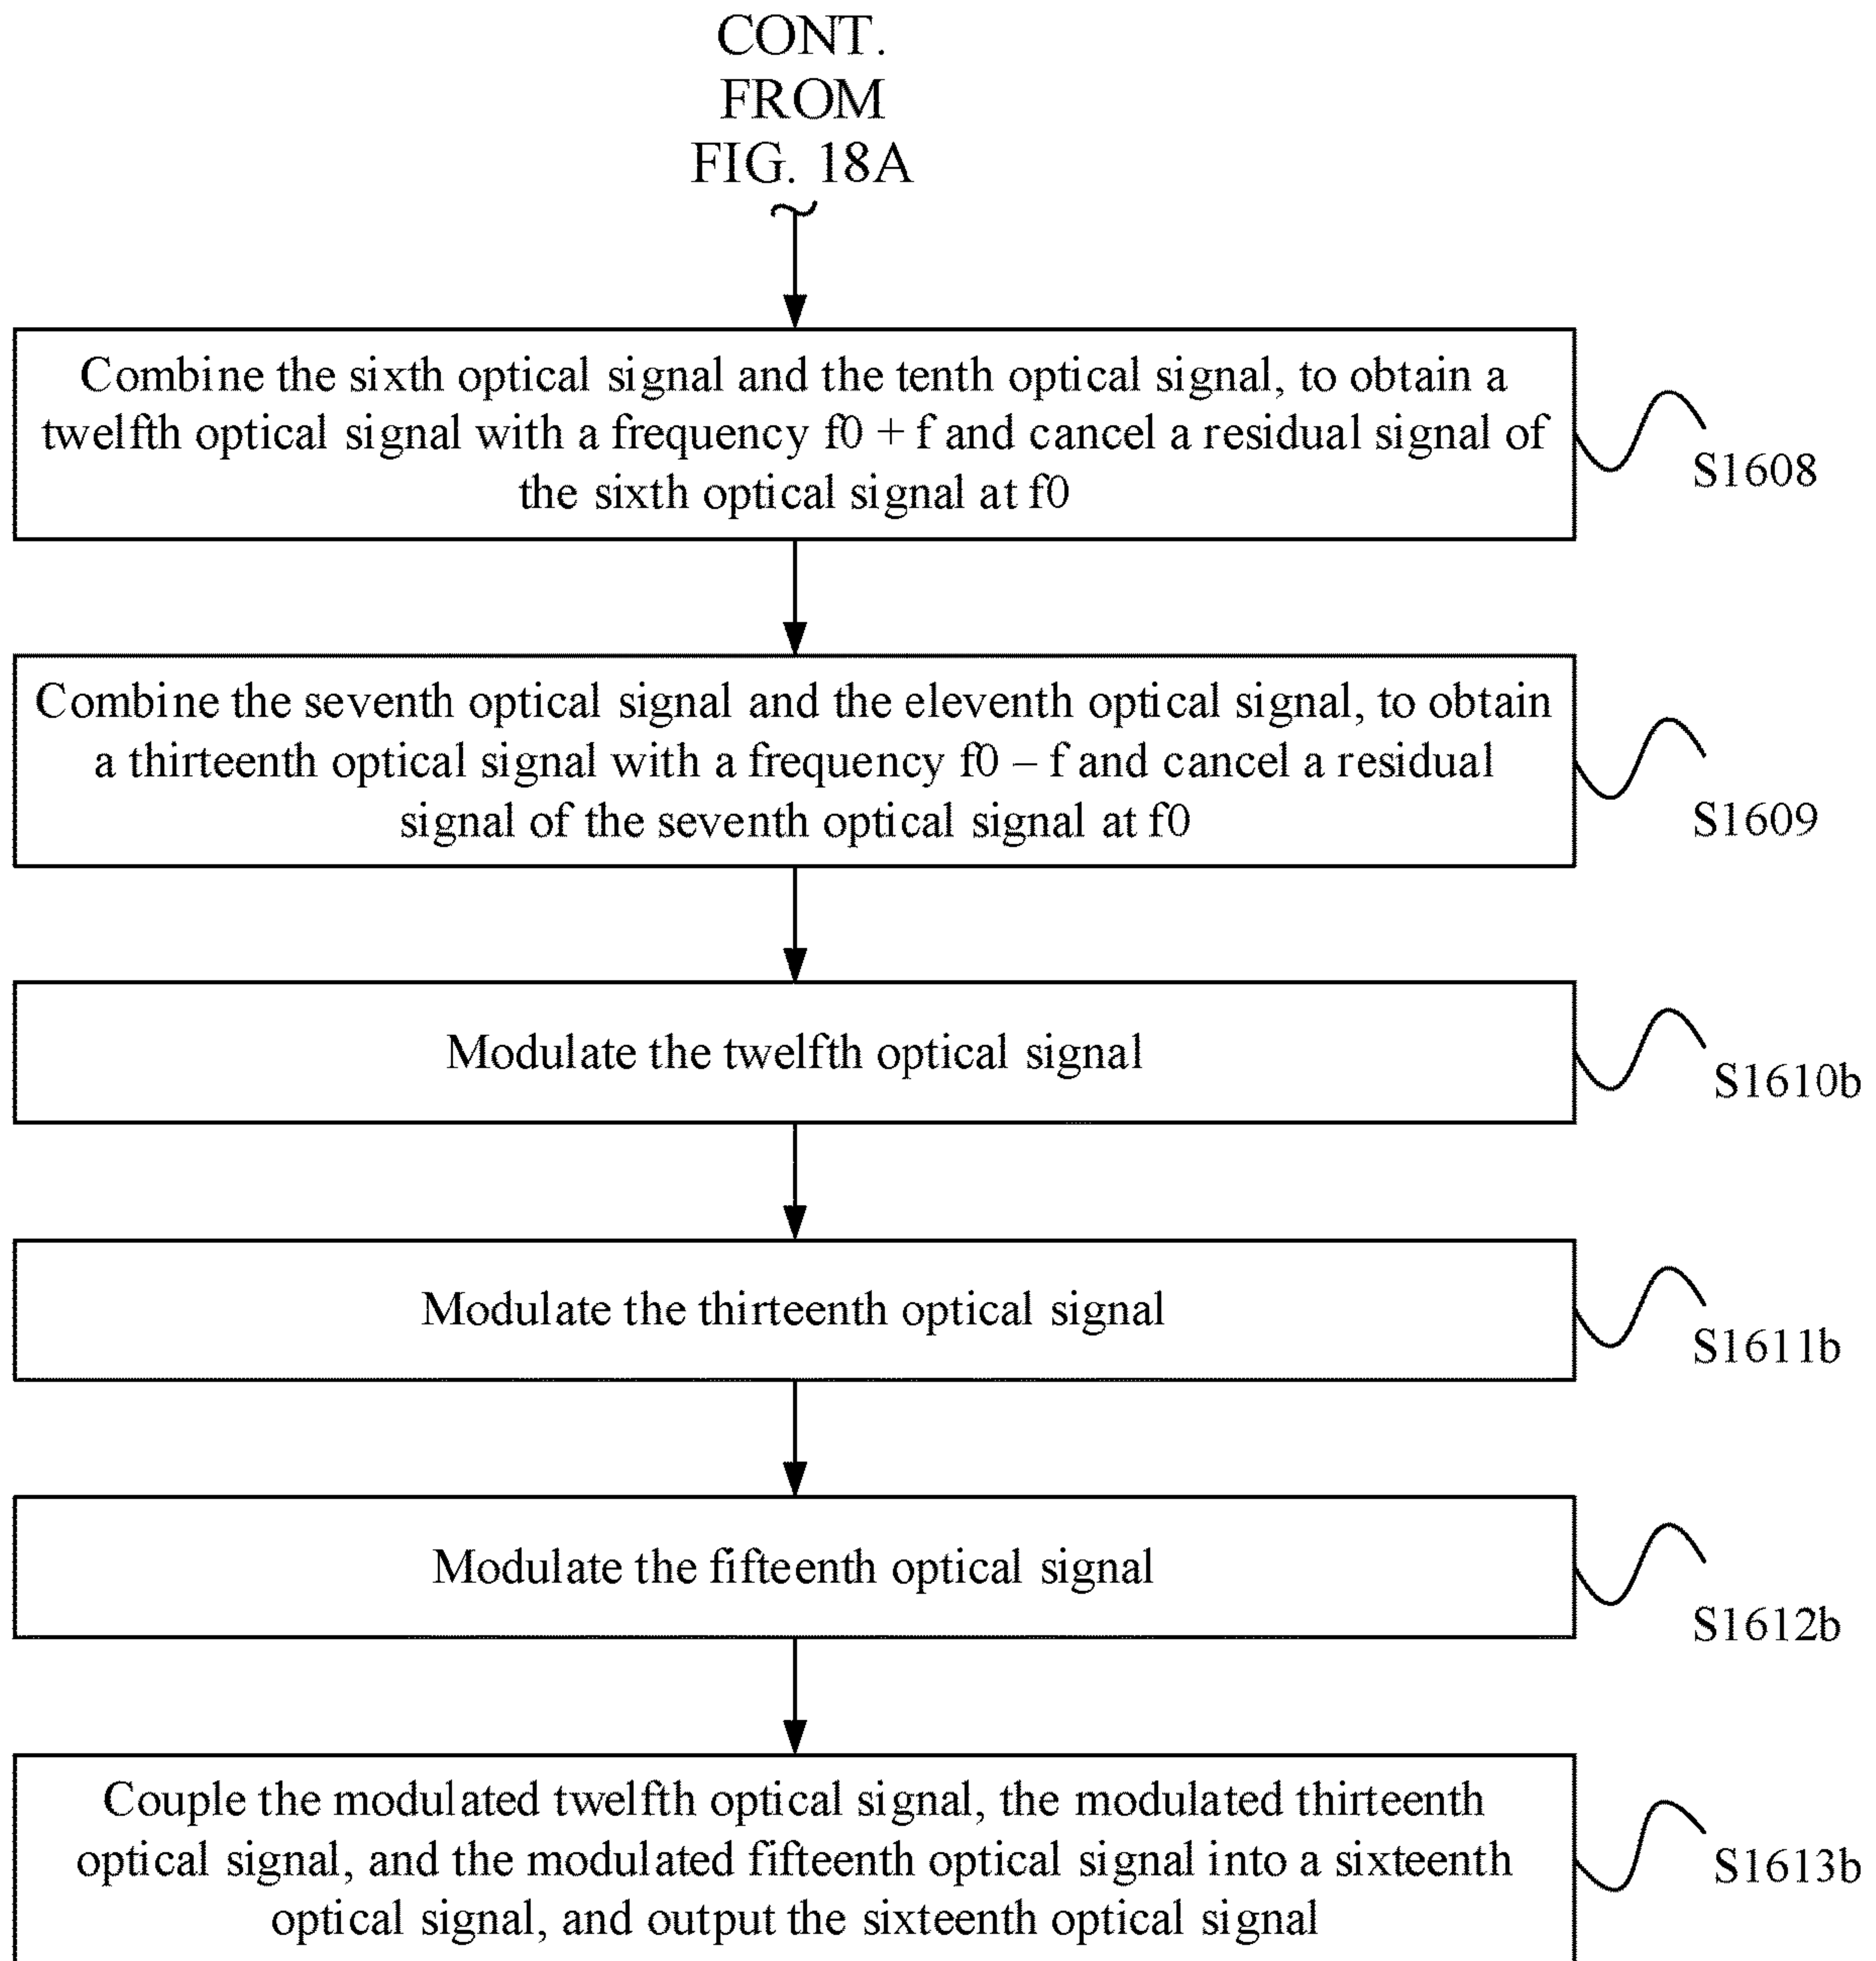 CONT.
FROM
FIG. 18A
Combine the sixth optical signal and the tenth optical signal, to obtain a
twelfth optical signal with a frequency f0 + f and cancel a residual signal of
the sixth optical signal at f0
S1608
Combine the seventh optical signal and the eleventh optical signal, to obtain
a thirteenth optical signal with a frequency f0 – f and cancel a residual
signal of the seventh optical signal at f0
S1609
Modulate the twelfth optical signal
S1610b
Modulate the thirteenth optical signal
S1611b
Modulate the fifteenth optical signal
S1612b
Couple the modulated twelfth optical signal, the modulated thirteenth
optical signal, and the modulated fifteenth optical signal into a sixteenth
optical signal, and output the sixteenth optical signal
S1613b